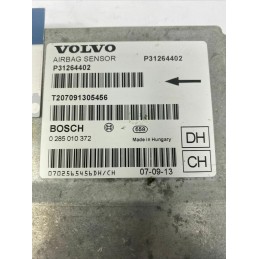 VOLVO
AIRBAG SENSOR P31264402
P31264402
T207091305456
BOSCH
0 285 010 372
Made in Hungary
DH
CH
07-09-13
0702565456DH/CH